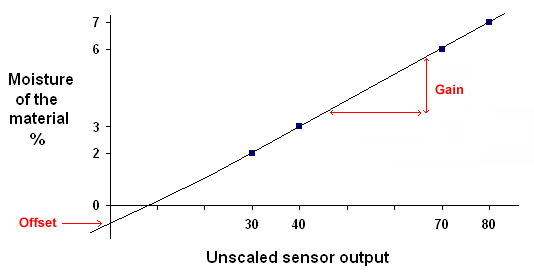 7
6
Moisture
of the
material
%
Gain
3
2
0
Offset
30 40 70 80
Unscaled sensor output